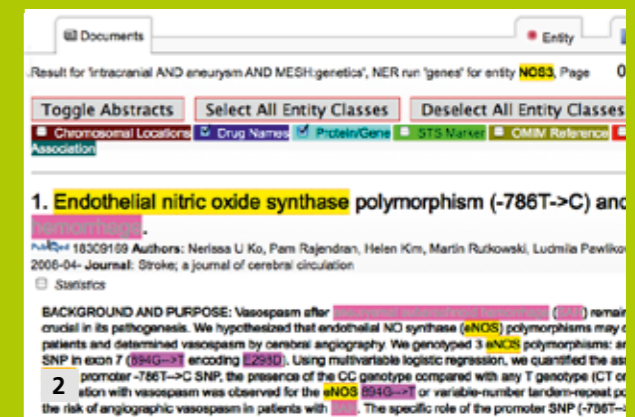 Documents
Entity
Result for 'intracranial AND aneurysm AND MESH:genetics', NER run 'genes' for entity NOS3, Page 0
Toggle Abstracts Select All Entity Classes Deselect All Entity Classes
Chromosomal Locations Drug Names Protein/Gene STS Marker OMIM Reference
Association
1. Endothelial nitric oxide synthase polymorphism (-786T->C) and
hemorrhage.
18309169 Authors: Nerissa U Ko, Pam Rajendran, Helen Kim, Martin Rutkowski, Ludmila Pawlikow
2008-04- Journal: Stroke; a journal of cerebral circulation
Statistics
BACKGROUND AND PURPOSE: Vasospasm after remain
crucial in its pathogenesis. We hypothesized that endothelial NO synthase (eNOS) polymorphisms may
patients and determined vasospasm by cerebral angiography. We genotyped 3 eNOS polymorphisms:
SNP in exon 7 (894G->T encoding E298D). Using multivariable logistic regression, we quantified the ass
promoter -786T->C SNP, the presence of the CC genotype compared with any T genotype (CT or
2
ation with vasospasm was observed for the eNOS 894G->T or variable-number tandem-repeat po
the risk of angiographic vasospasm in patients with . The specific role of the promoter SNP (-786T-